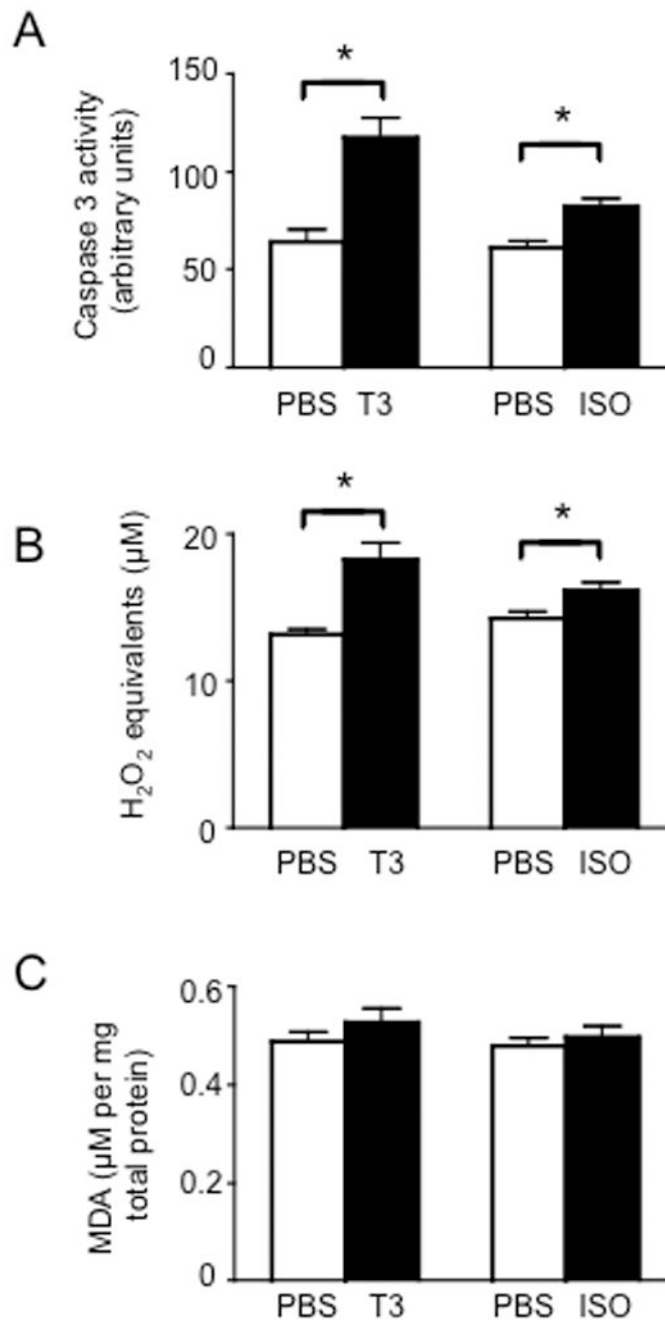 A
Caspase 3 activity
(arbitrary units)
150
100
50
0
*
*
PBS T3 PBS ISO
B
H₂O₂ equivalents (µM)
20
10
0
*
*
PBS T3 PBS ISO
C
MDA (µM per mg
total protein)
0.6
0.4
0.2
0
PBS T3 PBS ISO